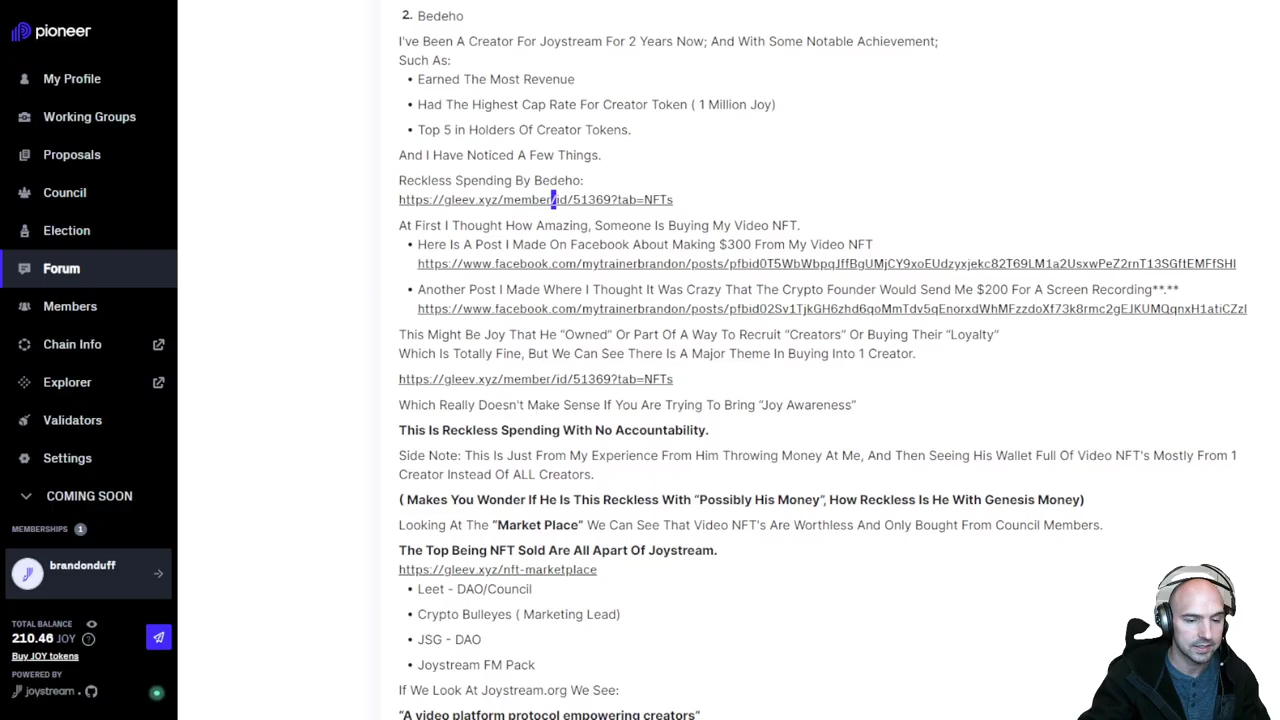 pioneer
My Profile
Working Groups
Proposals
Council
Election
Forum
Members
Chain Info
Explorer
Validators
Settings
COMING SOON
MEMBERSHIPS 1
brandonduff
TOTAL BALANCE
210.46 JOY ?
Buy JOY tokens
POWERED BY
joystream
2. Bedeho
I've Been A Creator For Joystream For 2 Years Now; And With Some Notable Achievement;
Such As:
• Earned The Most Revenue
• Had The Highest Cap Rate For Creator Token ( 1 Million Joy)
• Top 5 in Holders Of Creator Tokens.
And I Have Noticed A Few Things.
Reckless Spending By Bedeho:
https://gleev.xyz/member/id/51369?tab=NFTs
At First I Thought How Amazing, Someone Is Buying My Video NFT.
• Here Is A Post I Made On Facebook About Making $300 From My Video NFT
https://www.facebook.com/mytrainerbrandon/posts/pfbid0T5WbWbpqJffBgUMjCY9xoEUdzyxjekc82T69LM1a2UsxwPeZ2rnT13SGftEMFfSHl
• Another Post I Made Where I Thought It Was Crazy That The Crypto Founder Would Send Me $200 For A Screen Recording**.**
https://www.facebook.com/mytrainerbrandon/posts/pfbid02Sv1TjkGH6zhd6qoMmTdv5qEnorxdWhMFzzdoXf73k8rmc2gEJKUMQqnxH1atiCZzl
This Might Be Joy That He “Owned” Or Part Of A Way To Recruit “Creators” Or Buying Their “Loyalty”
Which Is Totally Fine, But We Can See There Is A Major Theme In Buying Into 1 Creator.
https://gleev.xyz/member/id/51369?tab=NFTs
Which Really Doesn't Make Sense If You Are Trying To Bring “Joy Awareness”
This Is Reckless Spending With No Accountability.
Side Note: This Is Just From My Experience From Him Throwing Money At Me, And Then Seeing His Wallet Full Of Video NFT's Mostly From 1
Creator Instead Of ALL Creators.
( Makes You Wonder If He Is This Reckless With “Possibly His Money”, How Reckless Is He With Genesis Money)
Looking At The “Market Place” We Can See That Video NFT's Are Worthless And Only Bought From Council Members.
The Top Being NFT Sold Are All Apart Of Joystream.
https://gleev.xyz/nft-marketplace
• Leet - DAO/Council
• Crypto Bulleyes ( Marketing Lead)
• JSG - DAO
• Joystream FM Pack
If We Look At Joystream.org We See:
“A video platform protocol empowering creators”